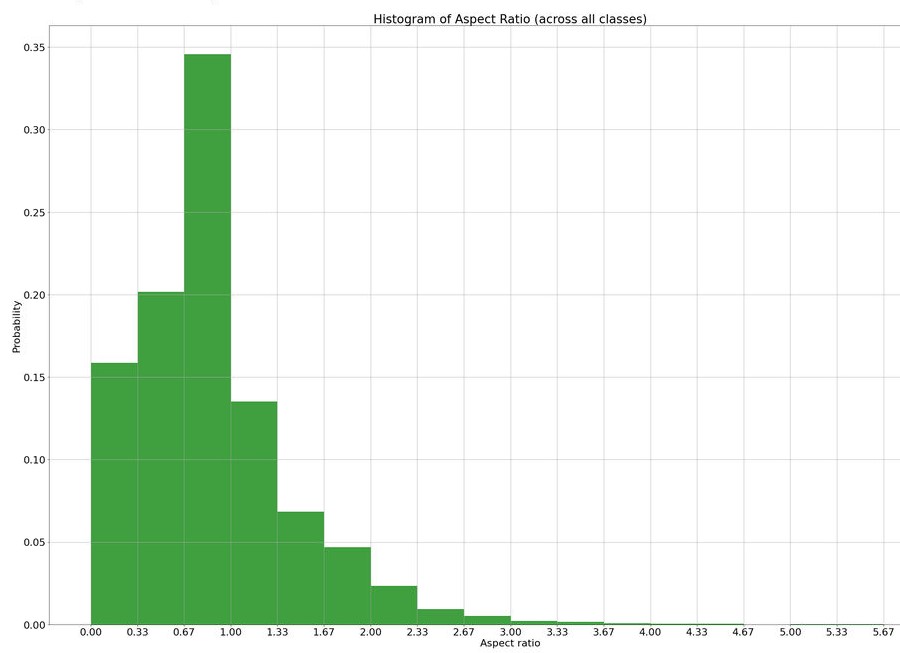 Histogram of Aspect Ratio (across all classes)
0.35
0.30
0.25
0.20
0.15
0.10
0.05
0.00
Probability
0.00 0.33 0.67 1.00 1.33 1.67 2.00 2.33 2.67 3.00 3.33 3.67 4.00 4.33 4.67 5.00 5.33 5.67
Aspect ratio